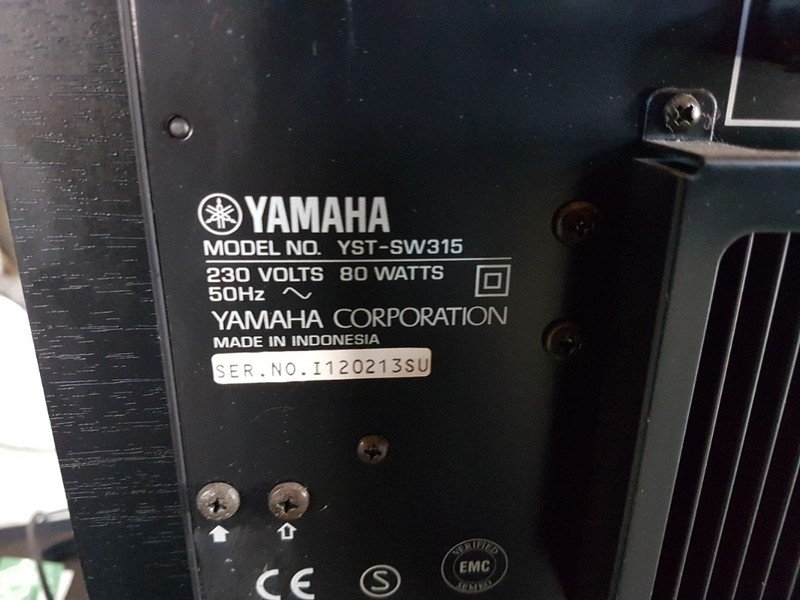 YAMAHA
MODEL NO. YST-SW315
230 VOLTS 80 WATTS
50Hz ~
YAMAHA CORPORATION
MADE IN INDONESIA
SER.NO.I120213SU
CE
S
VERIFIED
EMC
SEMKO